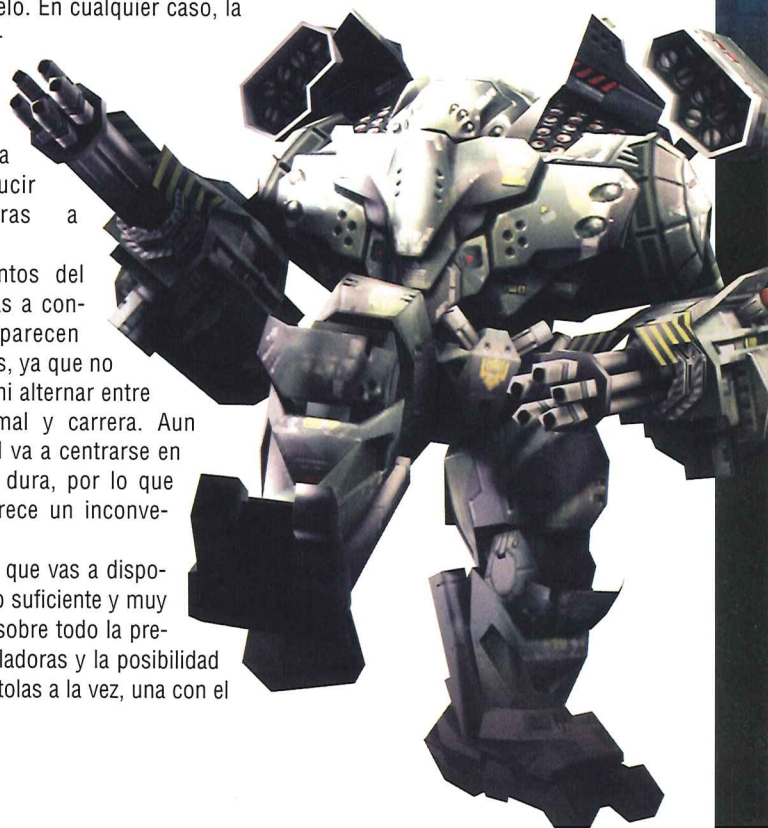 elo. En cualquier caso, la
-
a
ucir
ras a
ntos del
s a con-
parecen
s, ya que no
ni alternar entre
mal y carrera. Aun
l va a centrarse en
dura, por lo que
rece un inconve-
que vas a dispo-
o suficiente y muy
sobre todo la pre-
ladoras y la posibilidad
tolas a la vez, una con el